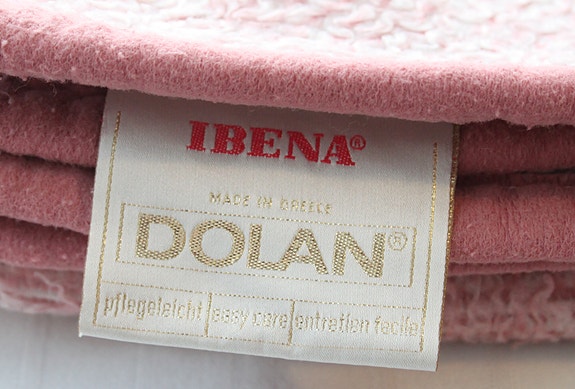 IBENA®
MADE IN GREECE
DOLAN®
pflegeleicht easy care entretien facile